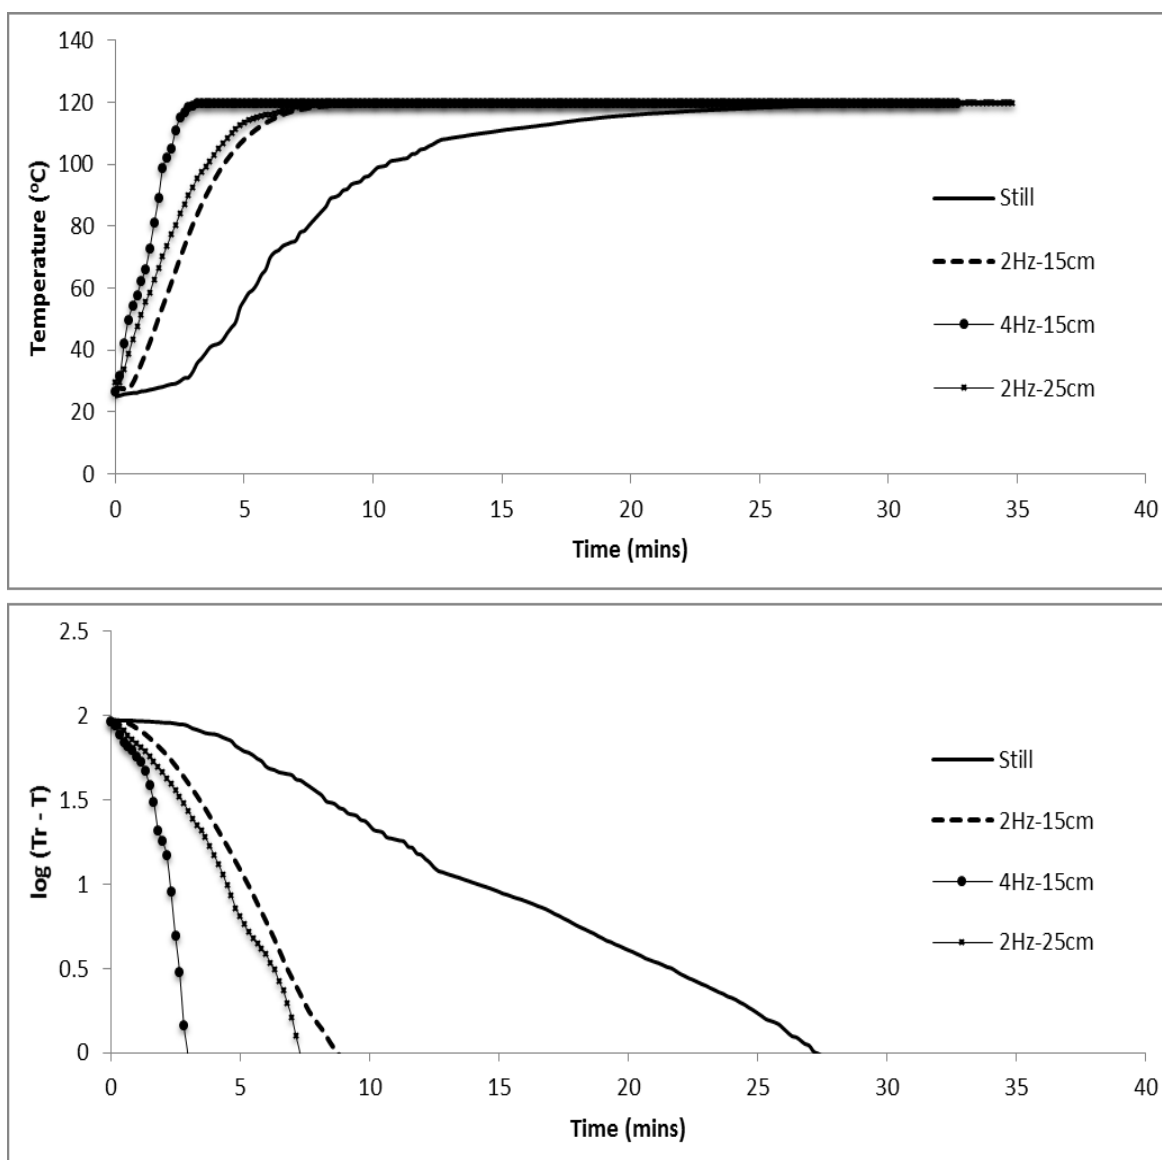 140
120
100
80
60
40
20
0
0 5 10 15 20 25 30 35 40
Temperature (°C)
Time (mins)
Still
2Hz-15cm
4Hz-15cm
2Hz-25cm
2.5
2
1.5
1
0.5
0
0 5 10 15 20 25 30 35 40
log (Tr - T)
Time (mins)
Still
2Hz-15cm
4Hz-15cm
2Hz-25cm